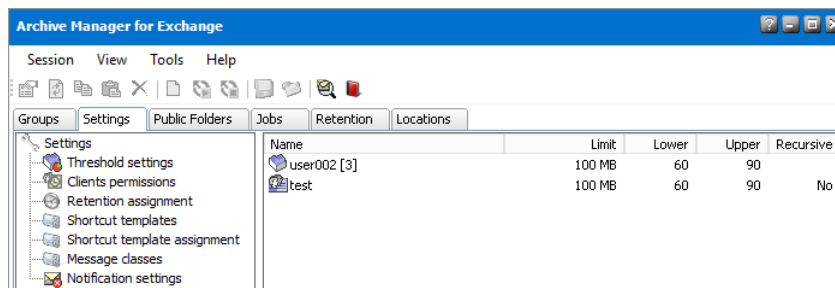 Archive Manager for Exchange
Session View Tools Help
Groups Settings Public Folders Jobs Retention Locations
Settings
Threshold settings
Clients permissions
Retention assignment
Shortcut templates
Shortcut template assignment
Message classes
Notification settings
Name Limit Lower Upper Recursive
user002 [3] 100 MB 60 90
test 100 MB 60 90 No